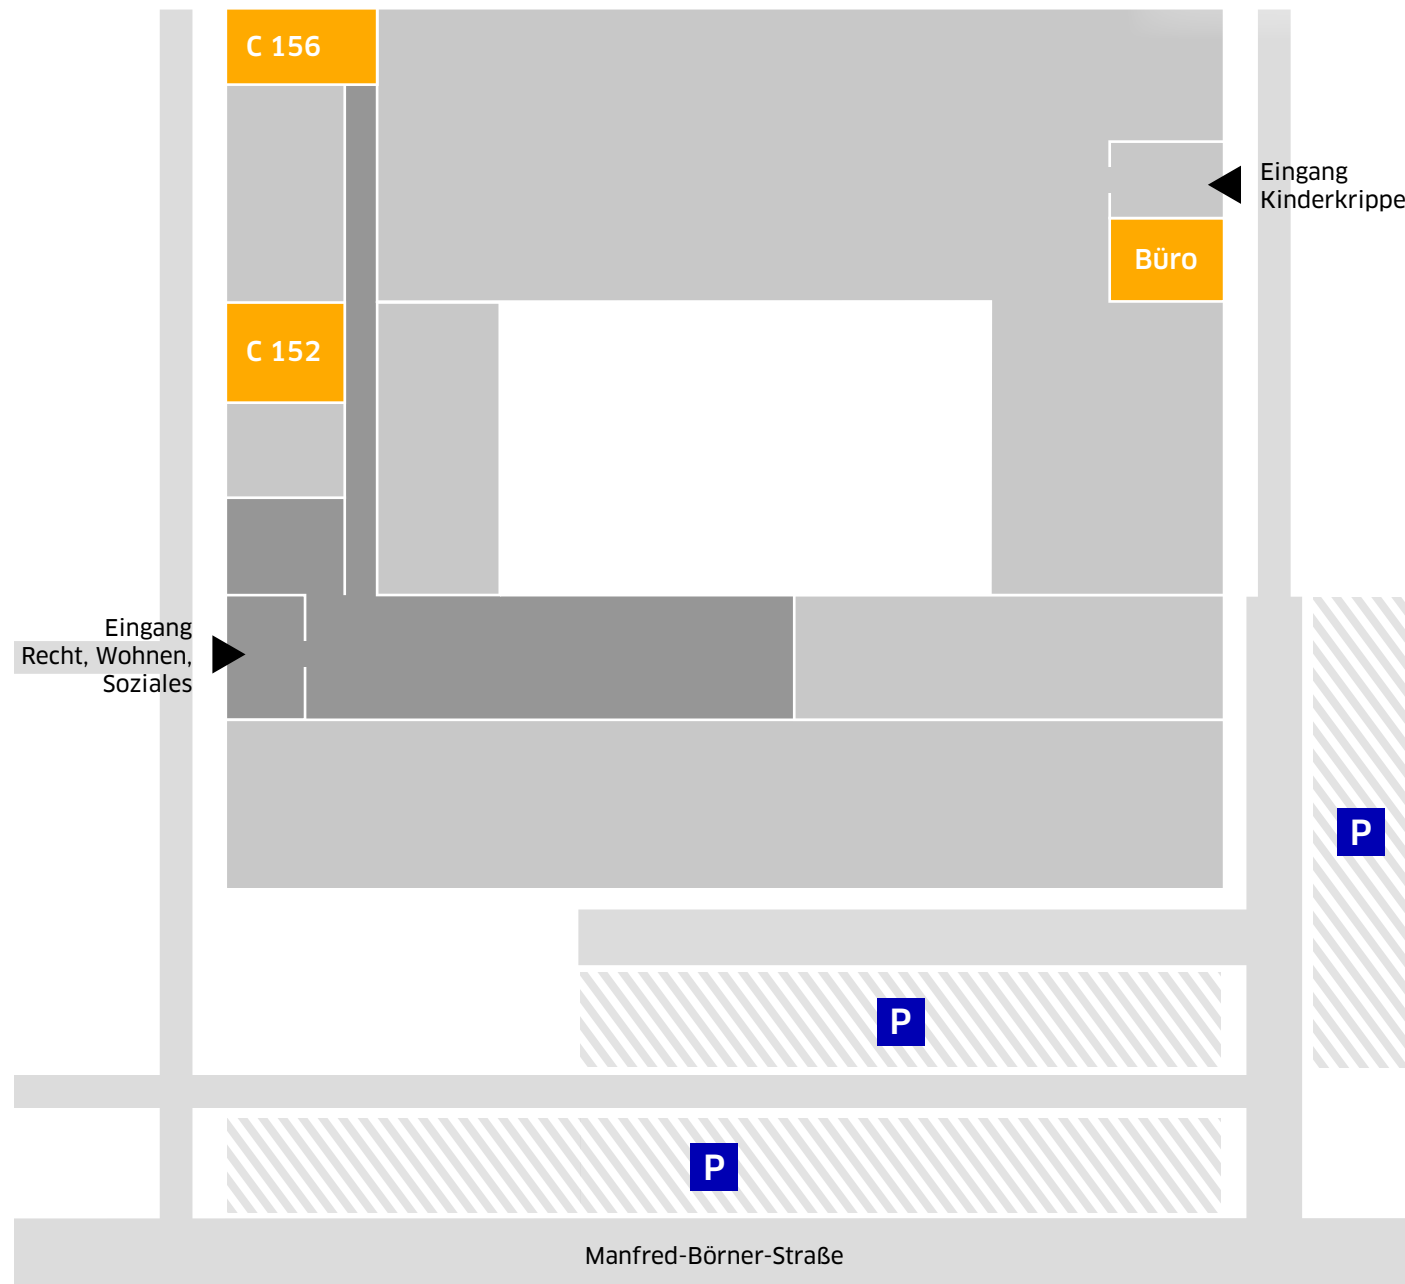 C 156
Eingang
Kinderkrippe
Büro
C 152
Eingang
Recht, Wohnen,
Soziales
P
P
P
Manfred-Börner-Straße